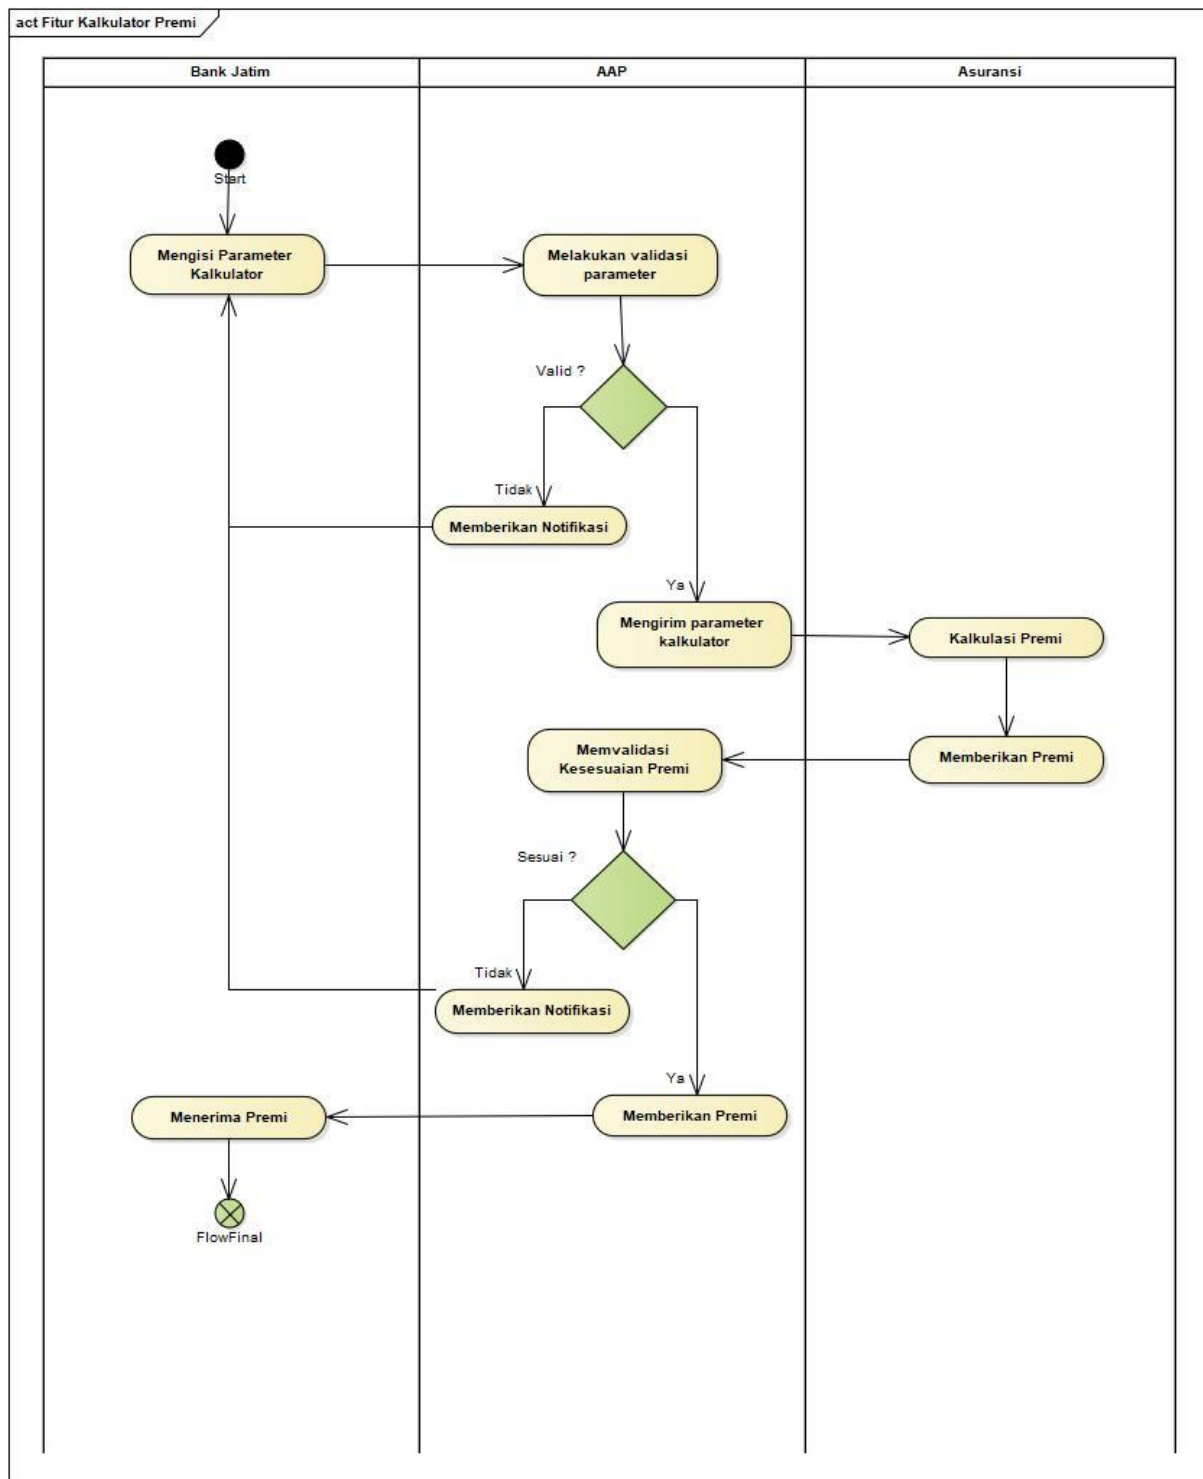 act Fitur Kalkulator Premi
Bank Jatim
AAP
Asuransi
Start
Mengisi Parameter
Kalkulator
Melakukan validasi
parameter
Valid ?
Tidak
Memberikan Notifikasi
Ya
Mengirim parameter
kalkulator
Kalkulasi Premi
Memvalidasi
Kesesuaian Premi
Memberikan Premi
Sesuai ?
Tidak
Memberikan Notifikasi
Ya
Memberikan Premi
Menerima Premi
FlowFinal